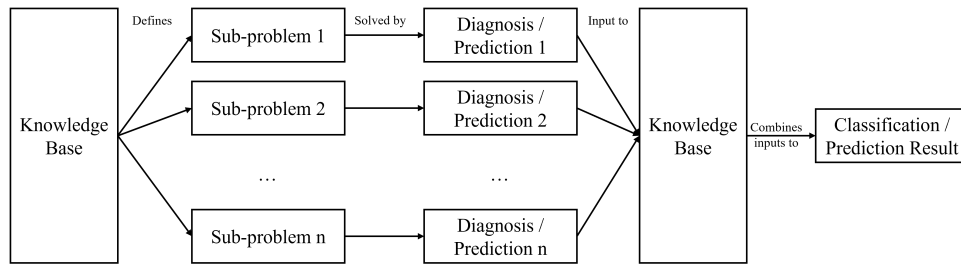 Defines
Solved by
Input to
Sub-problem 1
Diagnosis /
Prediction 1
Sub-problem 2
Diagnosis /
Prediction 2
Knowledge
Base
Knowledge
Base
Combines
inputs to
Classification /
Prediction Result
...
...
Sub-problem n
Diagnosis /
Prediction n